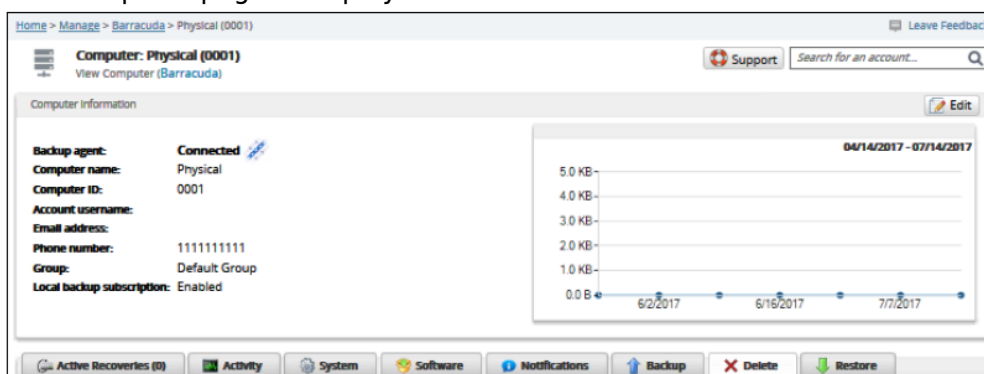 Home > Manage > Barracuda > Physical (0001)
Leave Feedbac
Computer: Physical (0001)
View Computer (Barracuda)
Support
Search for an account...
Computer Information
Edit
Backup agent: Connected
Computer name: Physical
Computer ID: 0001
Account username:
Email address:
Phone number: 1111111111
Group: Default Group
Local backup subscription: Enabled
04/14/2017 - 07/14/2017
5.0 KB
4.0 KB
3.0 KB
2.0 KB
1.0 KB
0.0 B
6/2/2017 6/16/2017 7/7/2017
Active Recoveries (0) Activity System Software Notifications Backup Delete Restore